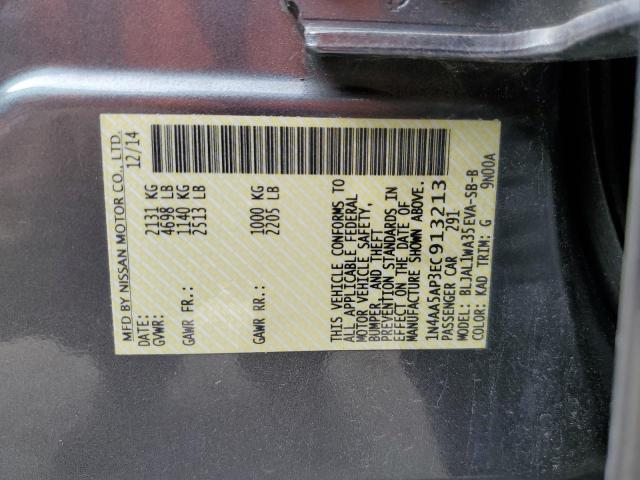 MFD BY NISSAN MOTOR CO., LTD.
DATE: 12/14
GVWR: 2131 KG
4698 LB
GAWR FR.: 1140 KG
2513 LB
GAWR RR.: 1000 KG
2205 LB
THIS VEHICLE CONFORMS TO
ALL APPLICABLE FEDERAL
MOTOR VEHICLE SAFETY,
BUMPER, AND THEFT
PREVENTION STANDARDS IN
EFFECT ON THE DATE OF
MANUFACTURE SHOWN ABOVE.
1N4AA5AP3EC913213
PASSENGER CAR 291
MODEL: BLJALIWA35EVA-SB-B
COLOR: KAD TRIM: G 9N00A